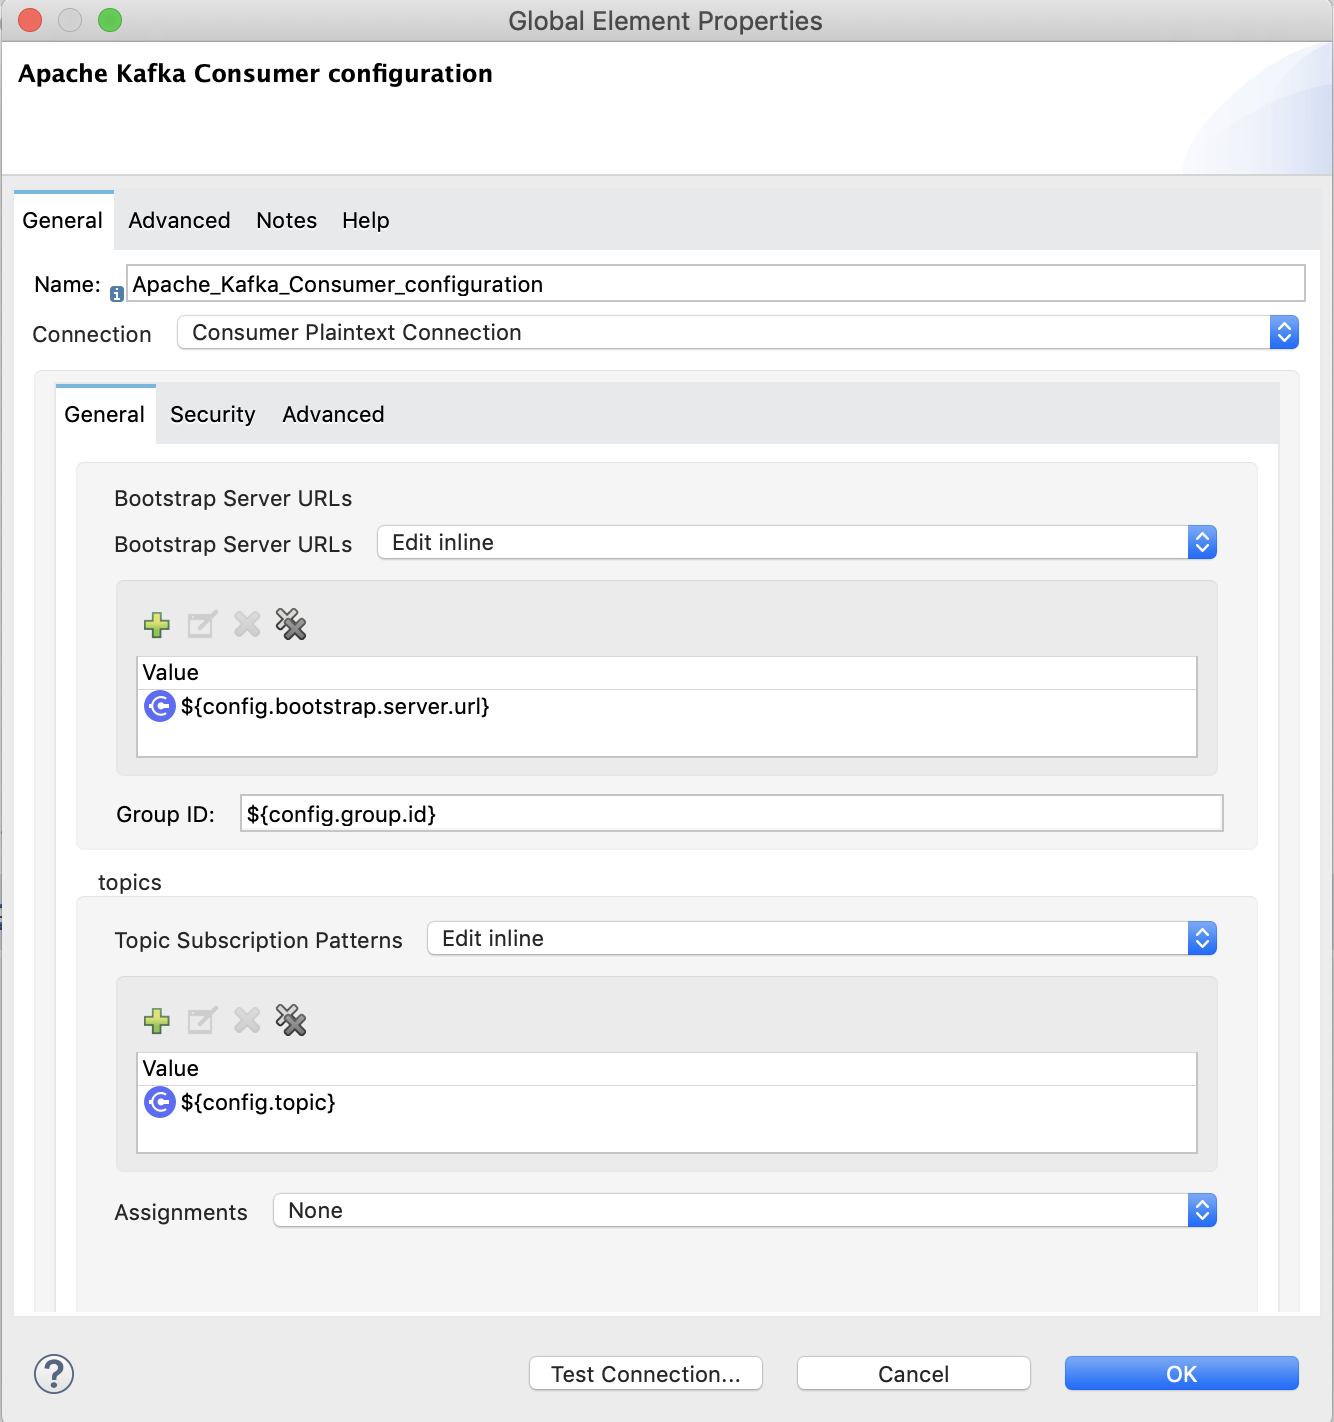 Global Element Properties
Apache Kafka Consumer configuration
General Advanced Notes Help
Name: Apache_Kafka_Consumer_configuration
Connection Consumer Plaintext Connection
General Security Advanced
Bootstrap Server URLs
Bootstrap Server URLs Edit inline
Value
${config.bootstrap.server.url}
Group ID: ${config.group.id}
topics
Topic Subscription Patterns Edit inline
Value
${config.topic}
Assignments None
? Test Connection... Cancel OK